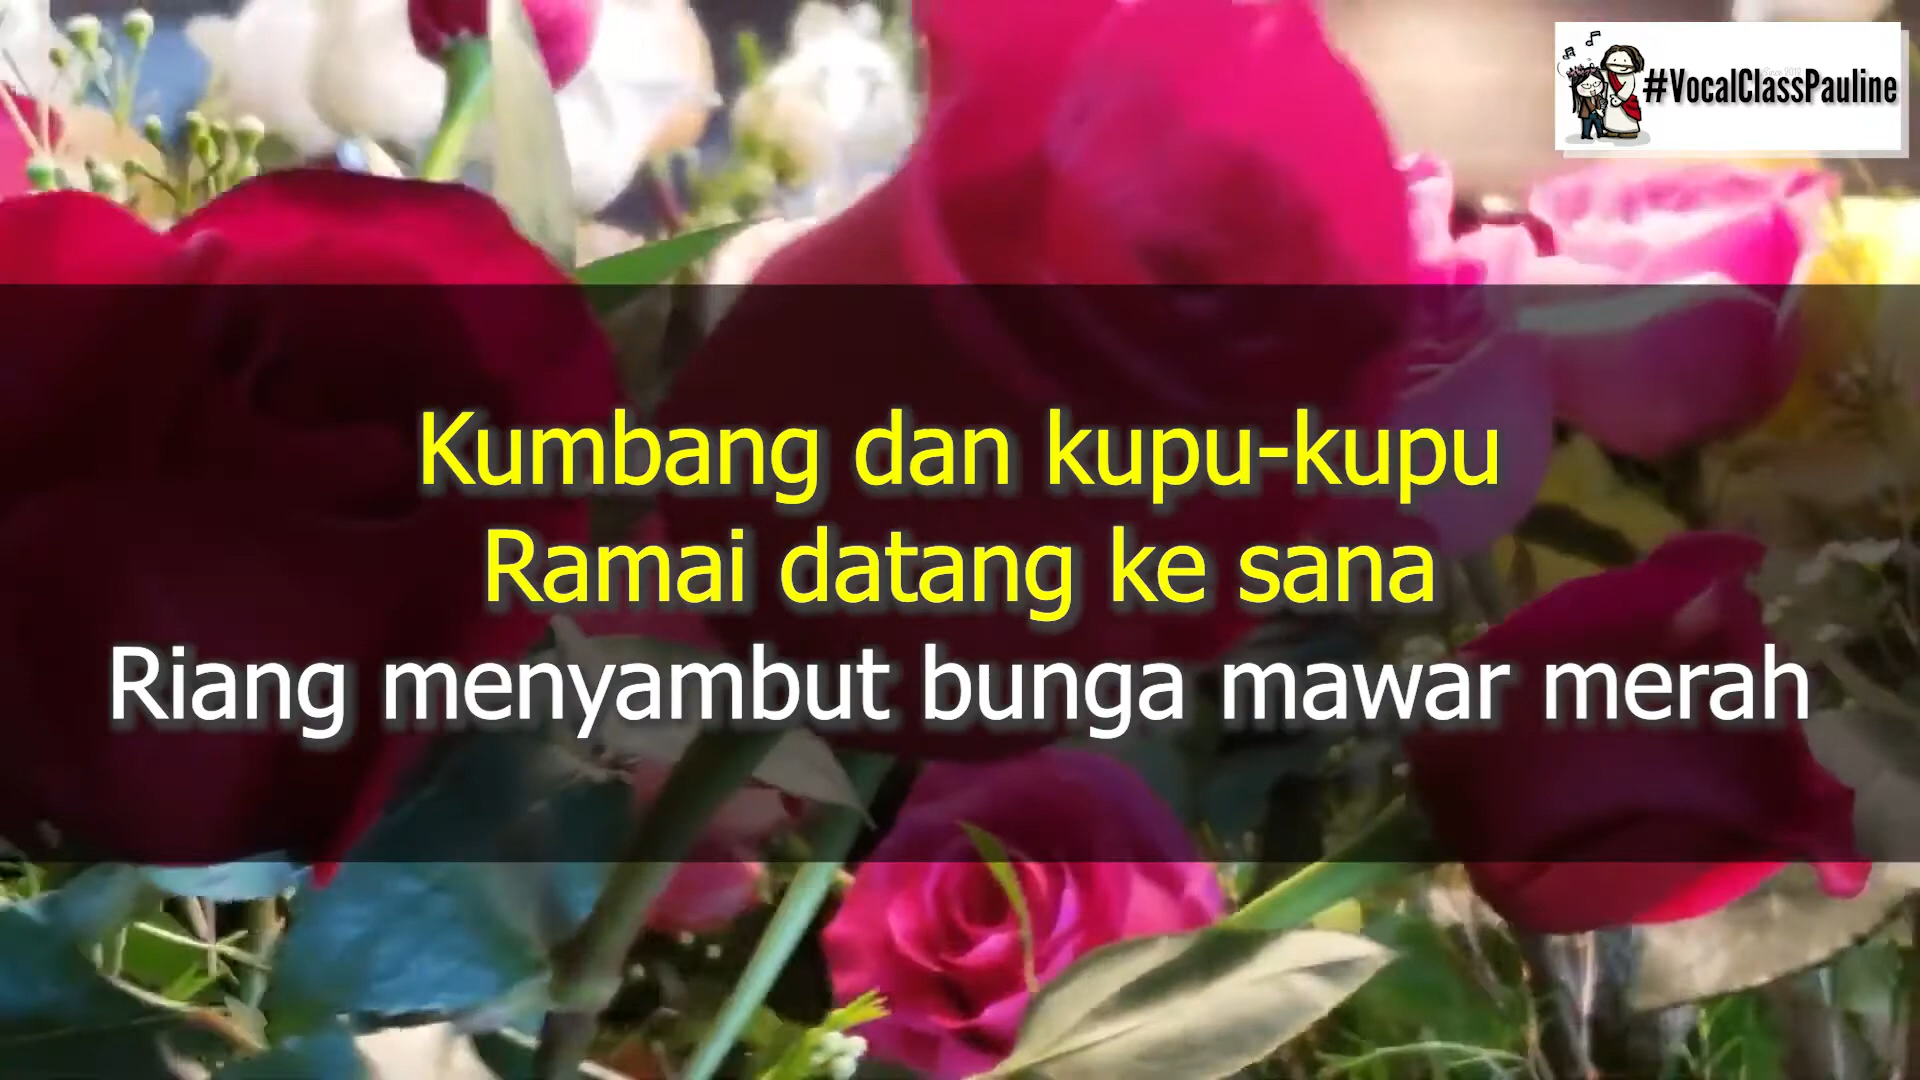 #VocalClassPauline
Kumbang dan kupu-kupu
Ramai datang ke sana
Riang menyambut bunga mawar merah